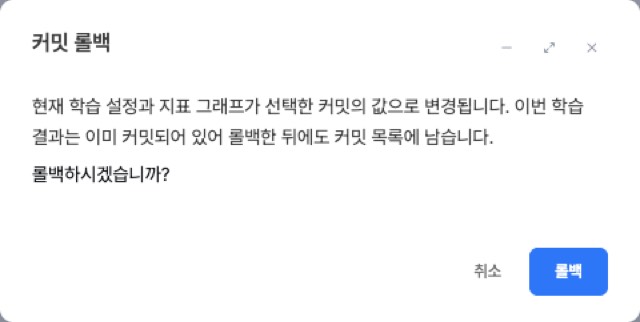 커밋 롤백
현재 학습 설정과 지표 그래프가 선택한 커밋의 값으로 변경됩니다. 이번 학습
결과는 이미 커밋되어 있어 롤백한 뒤에도 커밋 목록에 남습니다.
롤백하시겠습니까?
취소
롤백